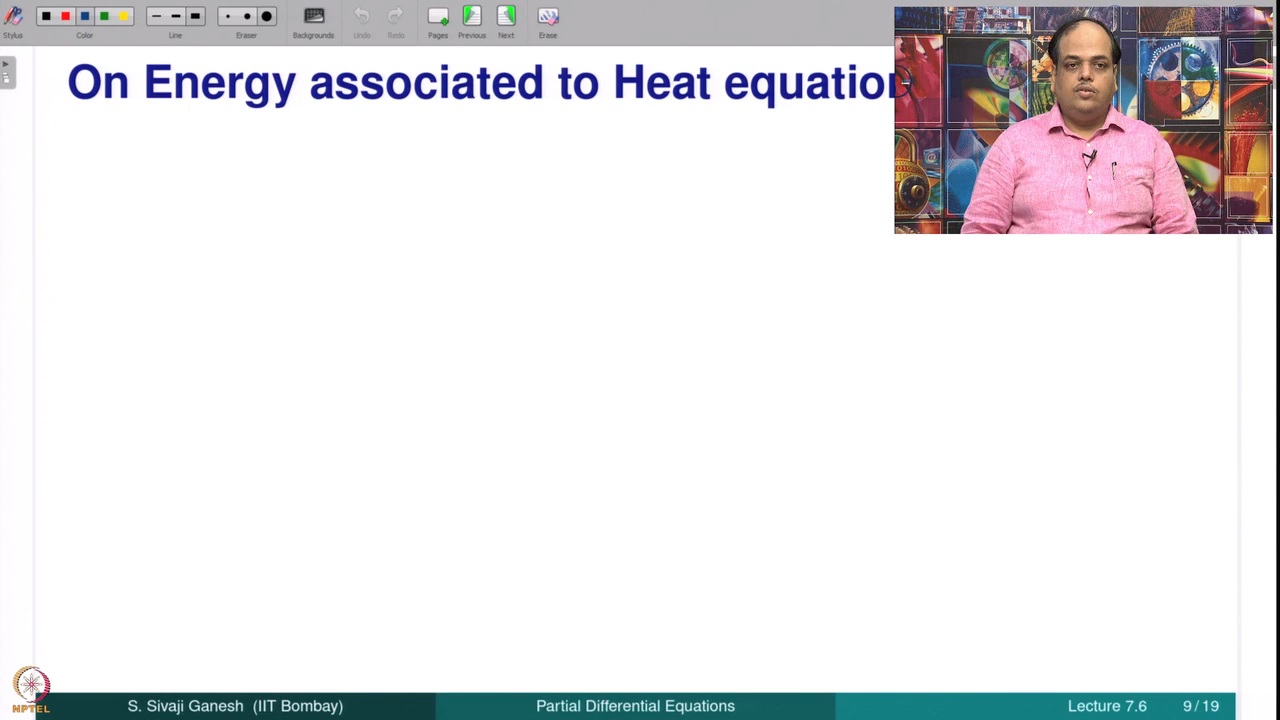 Stylus
Color
Line
Eraser
Backgrounds
Undo
Redo
Pages
Previous
Next
Erase
On Energy associated to Heat equation
NPTEL
S. Sivaji Ganesh (IIT Bombay)
Partial Differential Equations
Lecture 7.6
9 / 19